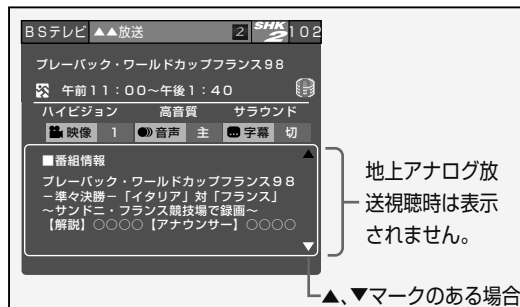 BSテレビ ▲▲放送 2 SHK2 102
プレーバック・ワールドカップフランス98
午前11:00〜午後1:40
ハイビジョン 高音質 サラウンド
映像 1 音声 主 字幕 切
■番組情報
プレーバック・ワールドカップフランス98
−準々決勝−「イタリア」対「フランス」
〜サンドニ・フランス競技場で録画〜
【解説】○○○○【アナウンサー】○○○○
地上アナログ放
送視聴時は表示
されません。
▲、▼マークのある場合